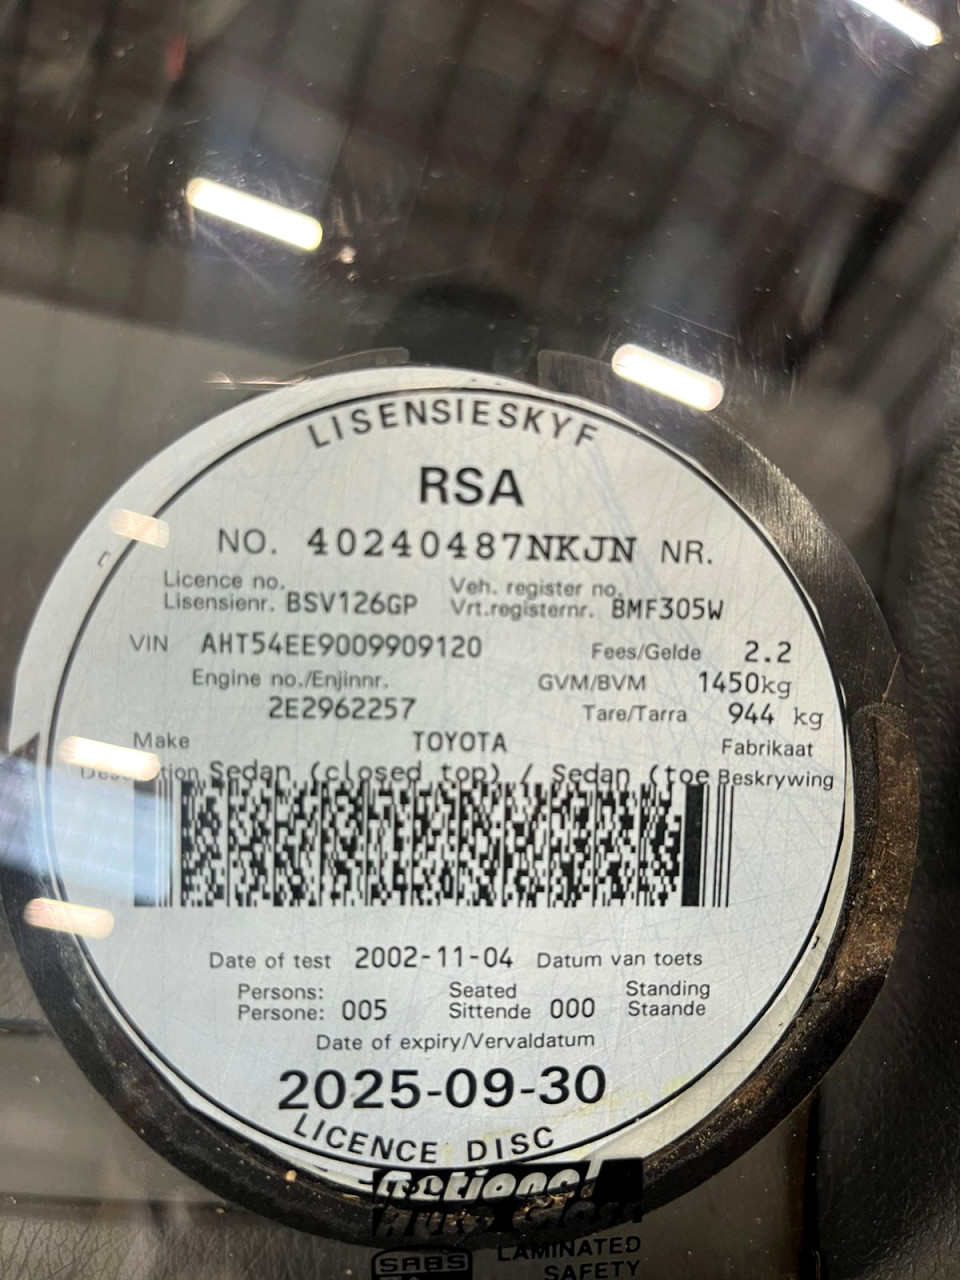 LISENSIESKYF
RSA
NO. 40240487NKJN NR.
Licence no. Veh. register no.
Lisensienr. BSV126GP Vrt.registernr. BMF305W
VIN AHT54EE9009909120 Fees/Gelde 2.2
Engine no./Enjinnr. GVM/BVM 1450kg
2E2962257 Tare/Tarra 944 kg
Make TOYOTA Fabrikaat
Sedan (closed top) / Sedan (toe Beskrywing
Date of test 2002-11-04 Datum van toets
Persons: Seated Standing
Persone: 005 Sittende 000 Staande
Date of expiry/Vervaldatum
2025-09-30
LICENCE DISC
SABS LAMINATED
SAFETY